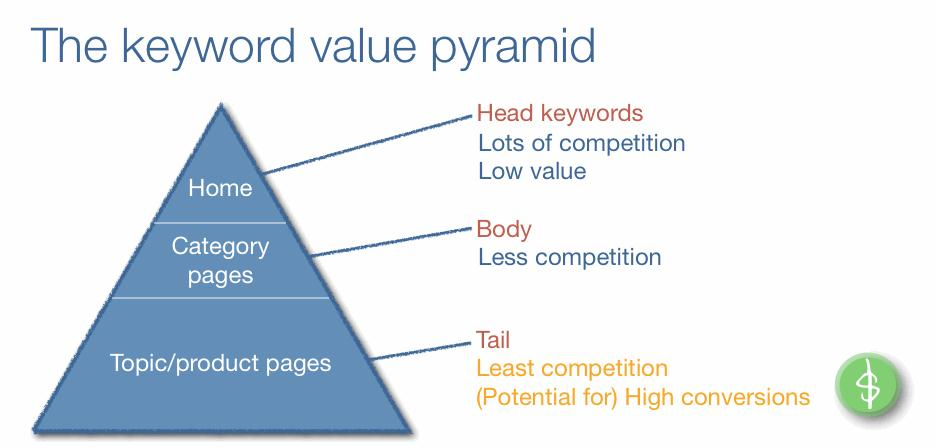 The keyword value pyramid
Home
Category
pages
Topic/product pages
Head keywords
Lots of competition
Low value
Body
Less competition
Tail
Least competition
(Potential for) High conversions
$